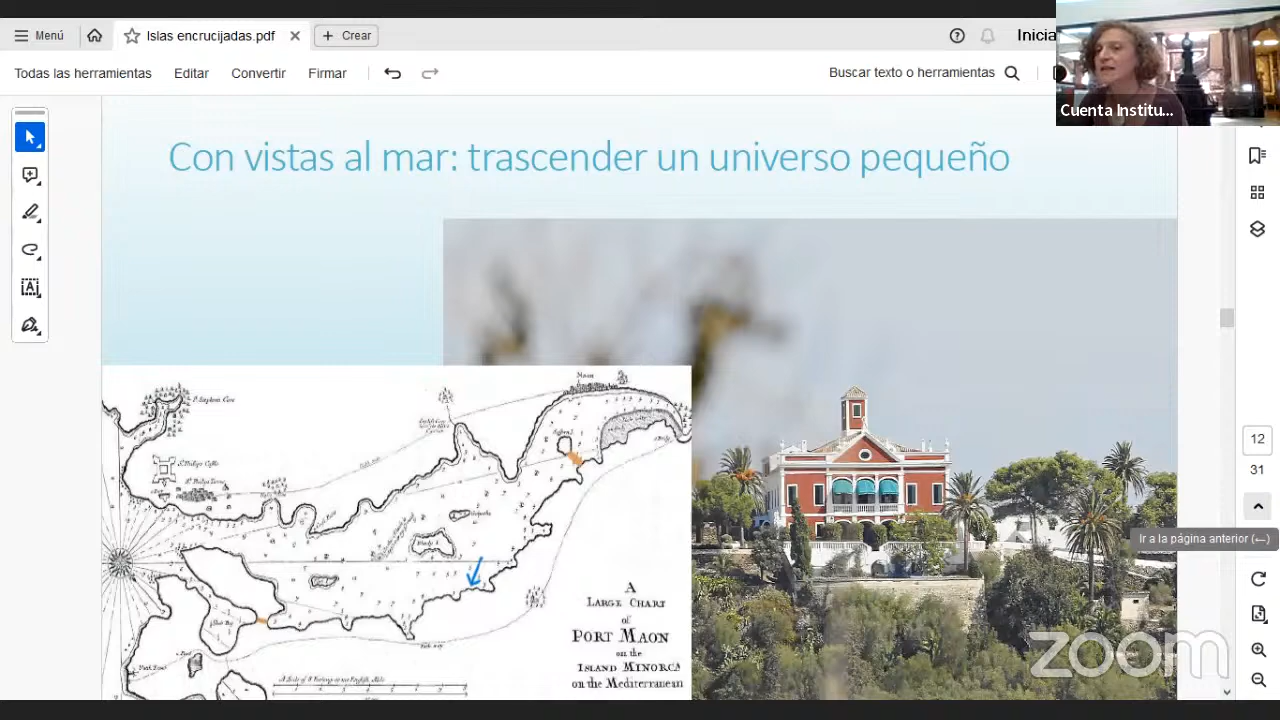 Menú
Islas encrucijadas.pdf
Crear
Inicia
Todas las herramientas
Editar
Convertir
Firmar
Buscar texto o herramientas
Cuenta Institu...
Con vistas al mar: trascender un universo pequeño
Maon
A
LARGE CHART
of
PORT MAON
on the
ISLAND MINORCA
on the Mediterranean
12
31
Ir a la página anterior (←)
zoom